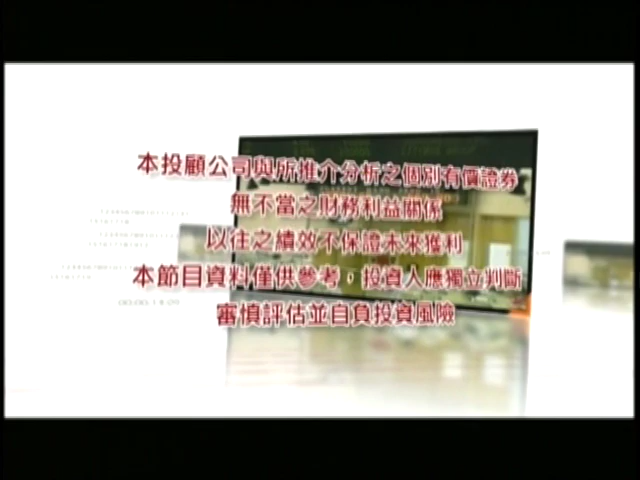 本投顧公司與所推介分析之個別有價證券
無不當之財務利益關係
以往之績效不保證未來獲利
本節目資料僅供參考，投資人應獨立判斷
審慎評估並自負投資風險